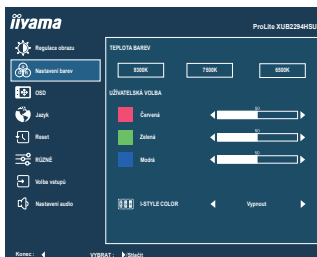 iiyama
ProLite XUB2294HSU
Regulace obrazu
Nastavení barev
OSD
Jazyk
Reset
RŮZNÉ
Volba vstupů
Nastavení audio
TEPLOTA BAREV
9300K 7500K 6500K
UŽIVATELSKÁ VOLBA
Červená 50
Zelená 50
Modrá 50
I-STYLE COLOR Vypnout
Konec : VYBRAT : /Stlačit